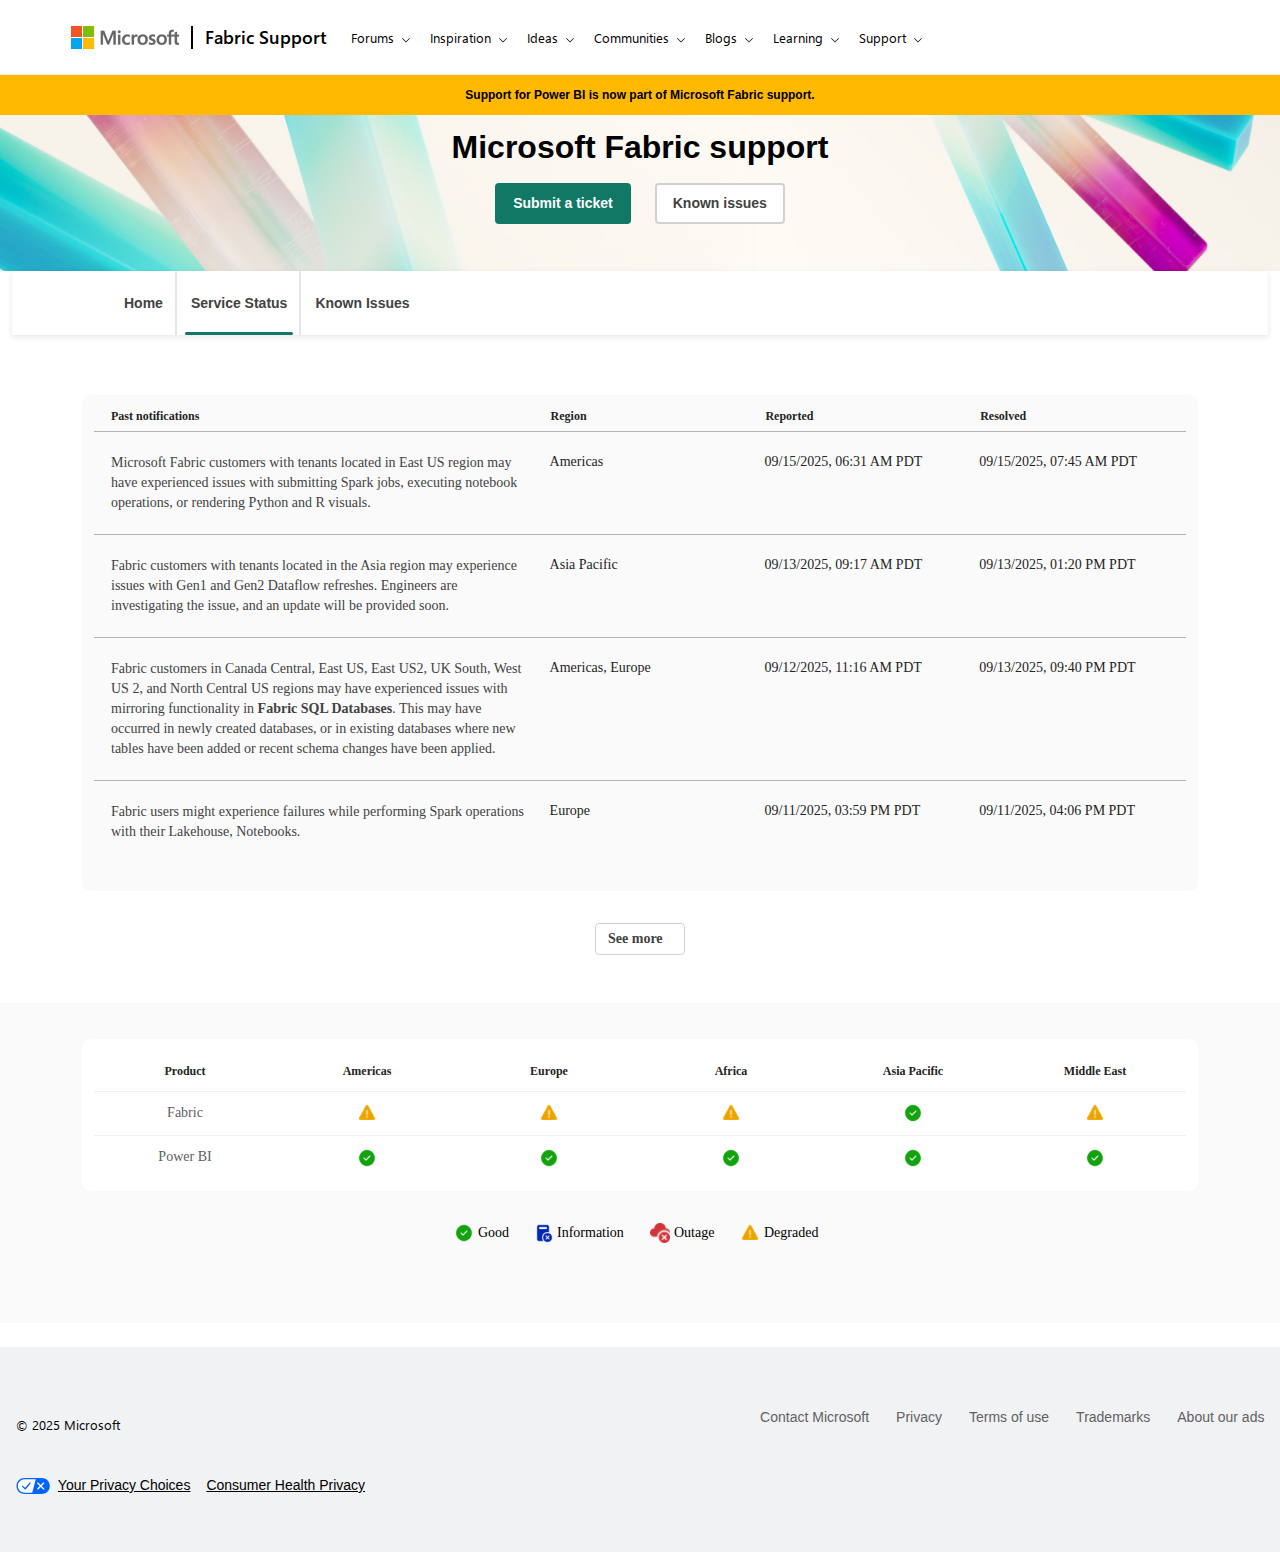 Microsoft
Fabric Support
Forums
Inspiration
Ideas
Communities
Blogs
Learning
Support
Support for Power BI is now part of Microsoft Fabric support.
Microsoft Fabric support
Submit a ticket
Known issues
Home
Service Status
Known Issues
Past notifications
Region
Reported
Resolved
Microsoft Fabric customers with tenants located in East US region may
have experienced issues with submitting Spark jobs, executing notebook
operations, or rendering Python and R visuals.
Americas
09/15/2025, 06:31 AM PDT
09/15/2025, 07:45 AM PDT
Fabric customers with tenants located in the Asia region may experience
issues with Gen1 and Gen2 Dataflow refreshes. Engineers are
investigating the issue, and an update will be provided soon.
Asia Pacific
09/13/2025, 09:17 AM PDT
09/13/2025, 01:20 PM PDT
Fabric customers in Canada Central, East US, East US2, UK South, West
US 2, and North Central US regions may have experienced issues with
mirroring functionality in Fabric SQL Databases. This may have
occurred in newly created databases, or in existing databases where new
tables have been added or recent schema changes have been applied.
Americas, Europe
09/12/2025, 11:16 AM PDT
09/13/2025, 09:40 PM PDT
Fabric users might experience failures while performing Spark operations
with their Lakehouse, Notebooks.
Europe
09/11/2025, 03:59 PM PDT
09/11/2025, 04:06 PM PDT
See more
Product
Americas
Europe
Africa
Asia Pacific
Middle East
Fabric
Power BI
Good
Information
Outage
Degraded
© 2025 Microsoft
Contact Microsoft
Privacy
Terms of use
Trademarks
About our ads
Your Privacy Choices
Consumer Health Privacy